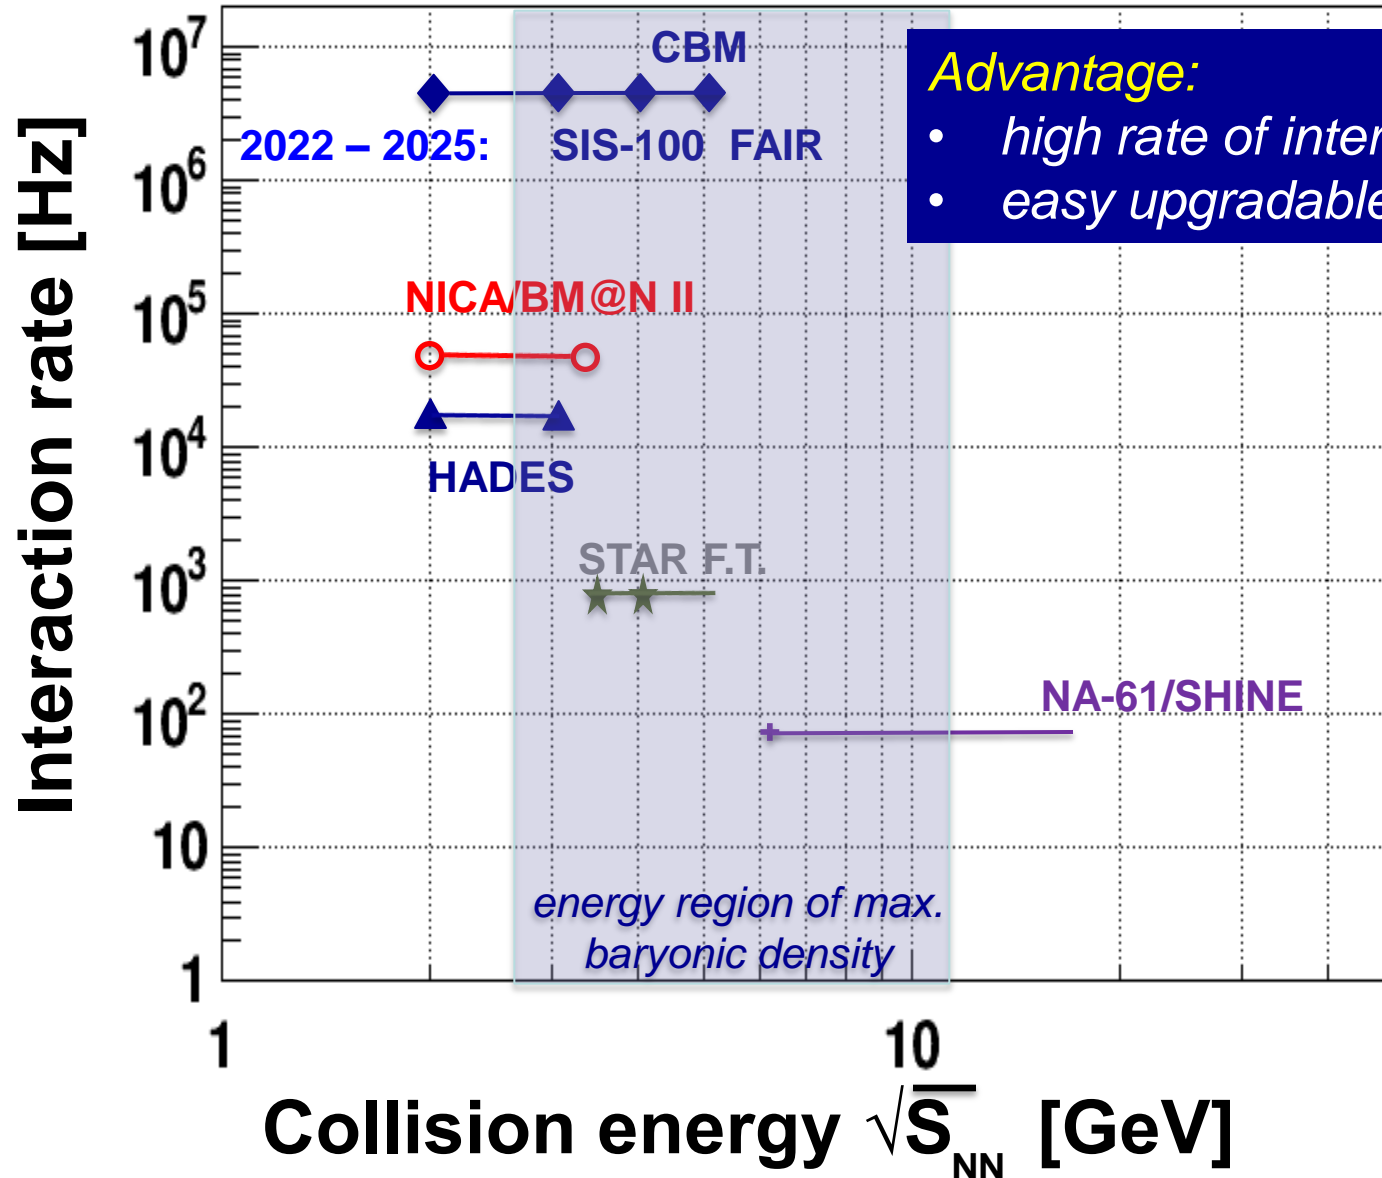 Interaction rate [Hz]
10⁷
10⁶
10⁵
10⁴
10³
10²
10
1
CBM
2022 – 2025: SIS-100 FAIR
Advantage:
• high rate of inter
• easy upgradable
NICA/BM@N II
HADES
STAR F.T.
NA-61/SHINE
energy region of max.
baryonic density
1 10
Collision energy √S_NN [GeV]